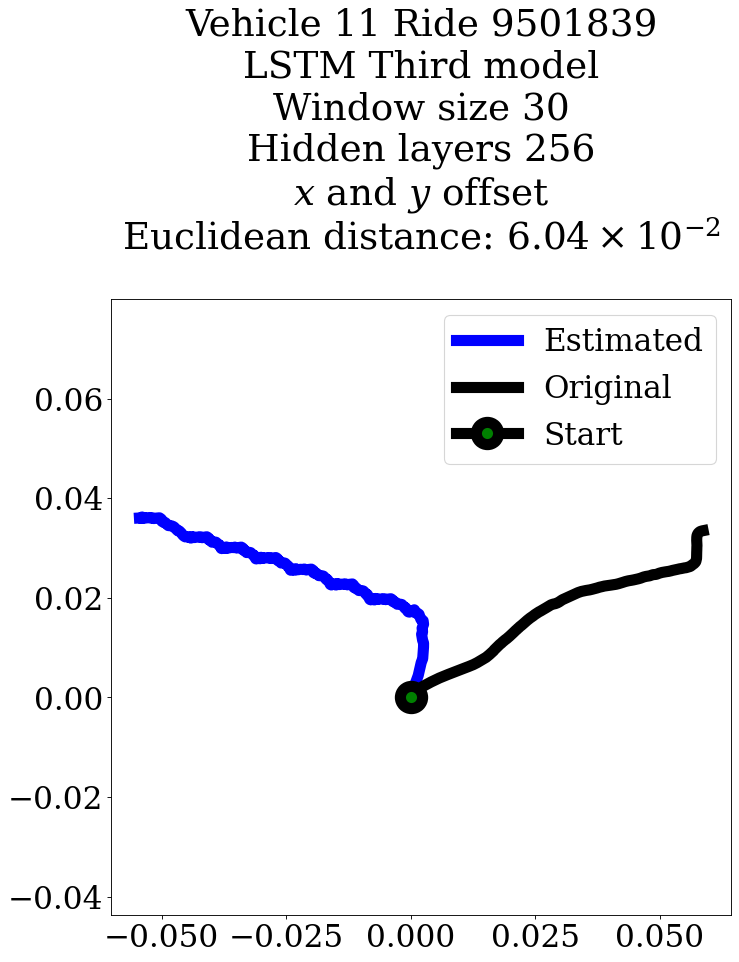 Vehicle 11 Ride 9501839
LSTM Third model
Window size 30
Hidden layers 256
x and y offset
Euclidean distance: 6.04 × 10⁻²
Estimated
Original
Start
0.06
0.04
0.02
0.00
−0.02
−0.04
−0.050 −0.025 0.000 0.025 0.050